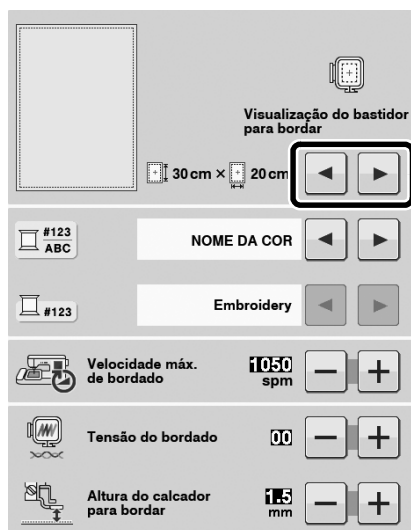 Visualização do bastidor
para bordar
30 cm × 20 cm
#123
ABC
NOME DA COR
#123
Embroidery
Velocidade máx.
de bordado
1050
spm
Tensão do bordado
00
Altura do calcador
para bordar
1.5
mm